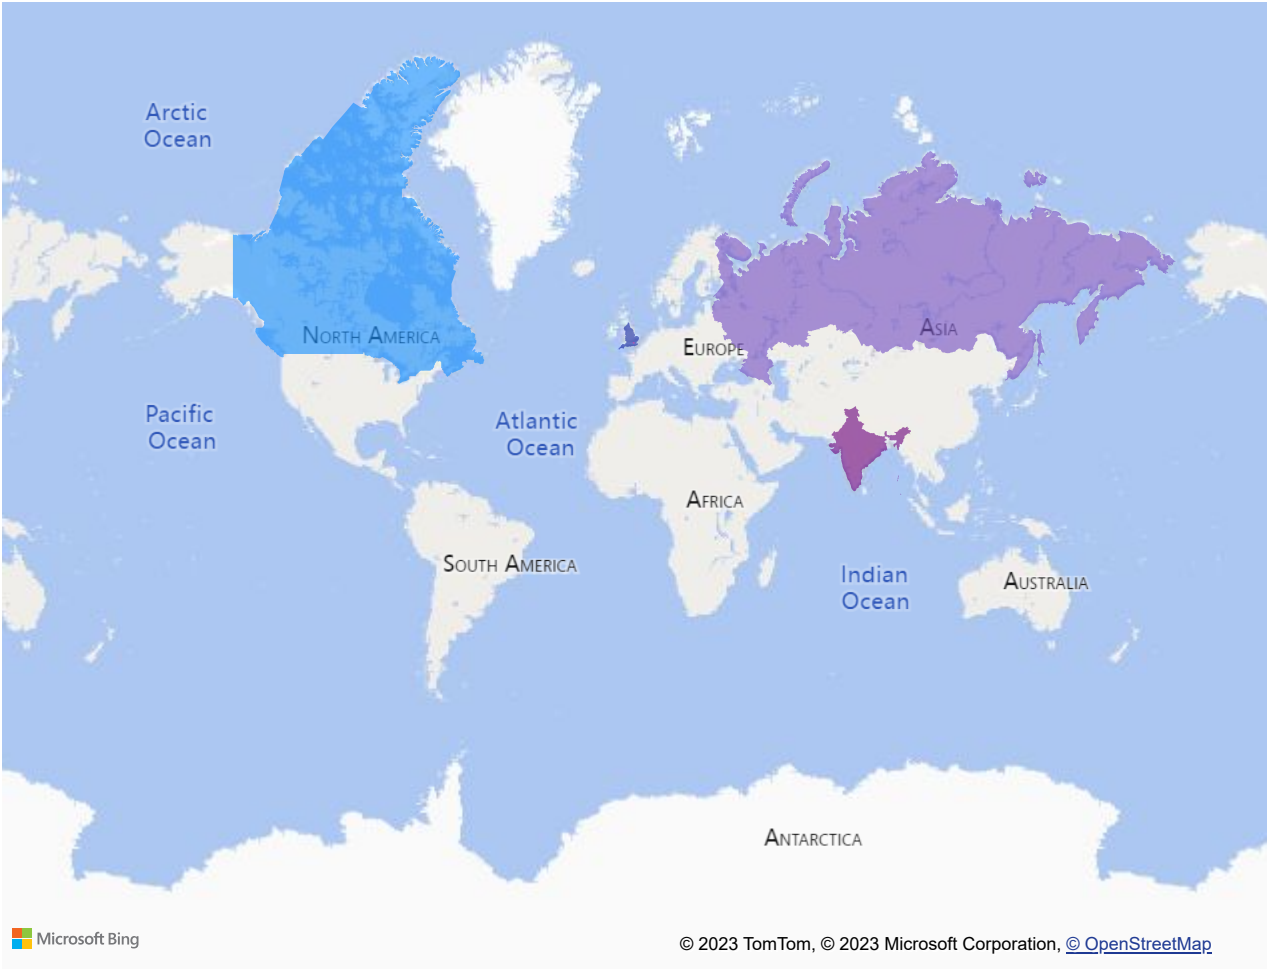 Arctic
Ocean
NORTH AMERICA
ASIA
EUROPE
Pacific
Ocean
Atlantic
Ocean
AFRICA
SOUTH AMERICA
Indian
Ocean
AUSTRALIA
ANTARCTICA
Microsoft Bing
© 2023 TomTom, © 2023 Microsoft Corporation, © OpenStreetMap